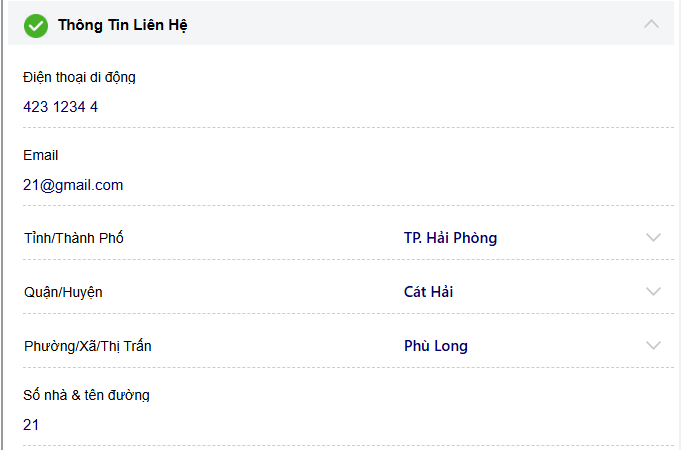 Thông Tin Liên Hệ
Điện thoại di động
423 1234 4
Email
21@gmail.com
Tỉnh/Thành Phố TP. Hải Phòng
Quận/Huyện Cát Hải
Phường/Xã/Thị Trấn Phù Long
Số nhà & tên đường
21